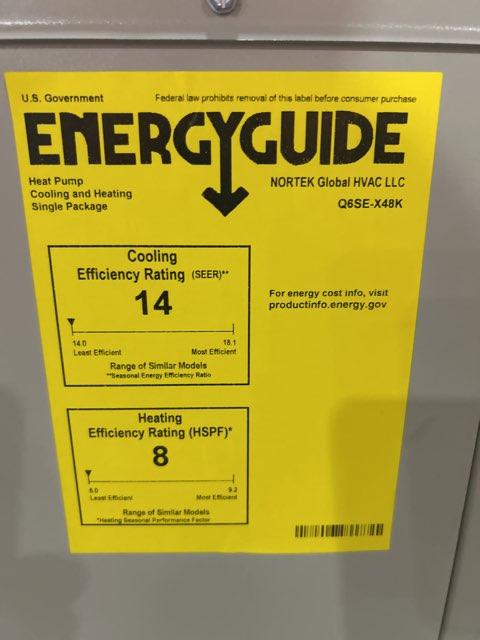 U.S. Government
Federal law prohibits removal of this label before consumer purchase
ENERGYGUIDE
Heat Pump
Cooling and Heating
Single Package
NORTEK Global HVAC LLC
Q6SE-X48K
Cooling
Efficiency Rating (SEER)**
14
14.0 18.1
Least Efficient Most Efficient
Range of Similar Models
**Seasonal Energy Efficiency Ratio
For energy cost info, visit
productinfo.energy.gov
Heating
Efficiency Rating (HSPF)*
8
8.0 9.2
Least Efficient Most Efficient
Range of Similar Models
*Heating Seasonal Performance Factor